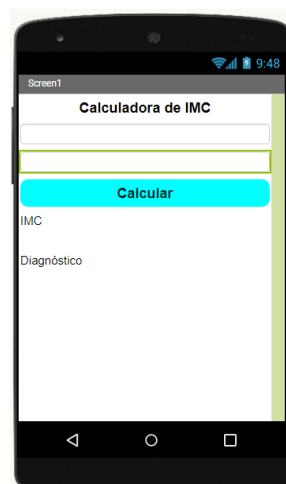 9:48
Screen1
Calculadora de IMC
Calcular
IMC
Diagnóstico